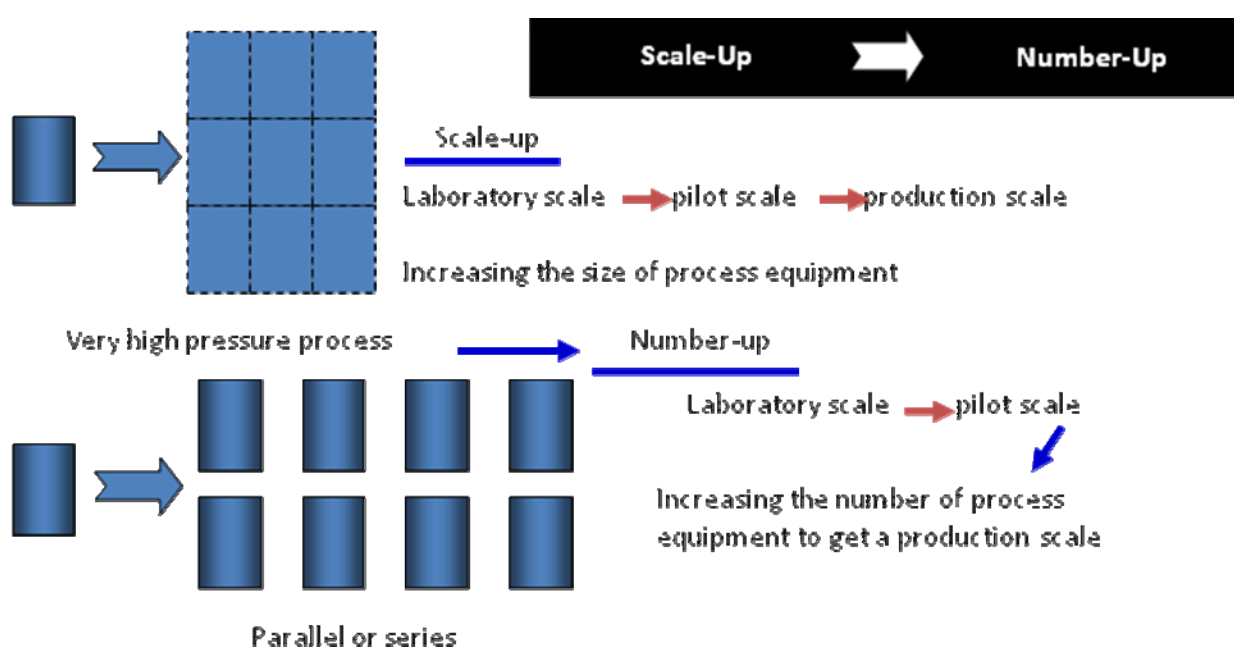 Scale-Up Number-Up
Scale-up
Laboratory scale pilot scale production scale
Increasing the size of process equipment
Very high pressure process Number-up
Laboratory scale pilot scale
Increasing the number of process
equipment to get a production scale
Parallel or series